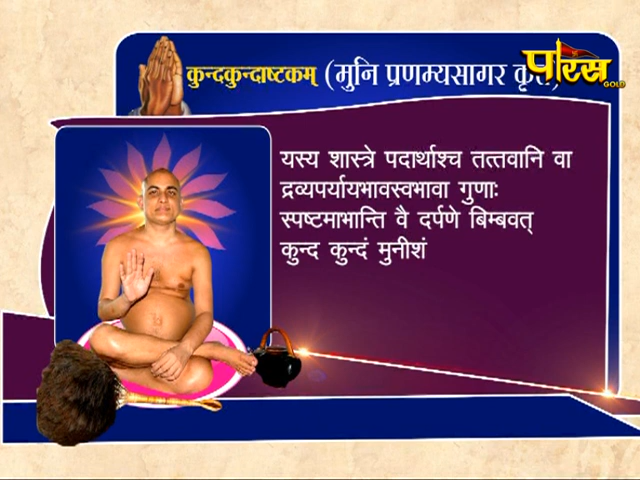 कुन्दकुन्दाष्टकम् (मुनि प्रणम्यसागर कृत)
पारस
GOLD
यस्य शास्त्रे पदार्थाश्च तत्तवानि वा
द्रव्यपर्यायभावस्वभावा गुणाः
स्पष्टमाभान्ति वै दर्पणे बिम्बवत्
कुन्द कुन्दं मुनीशं